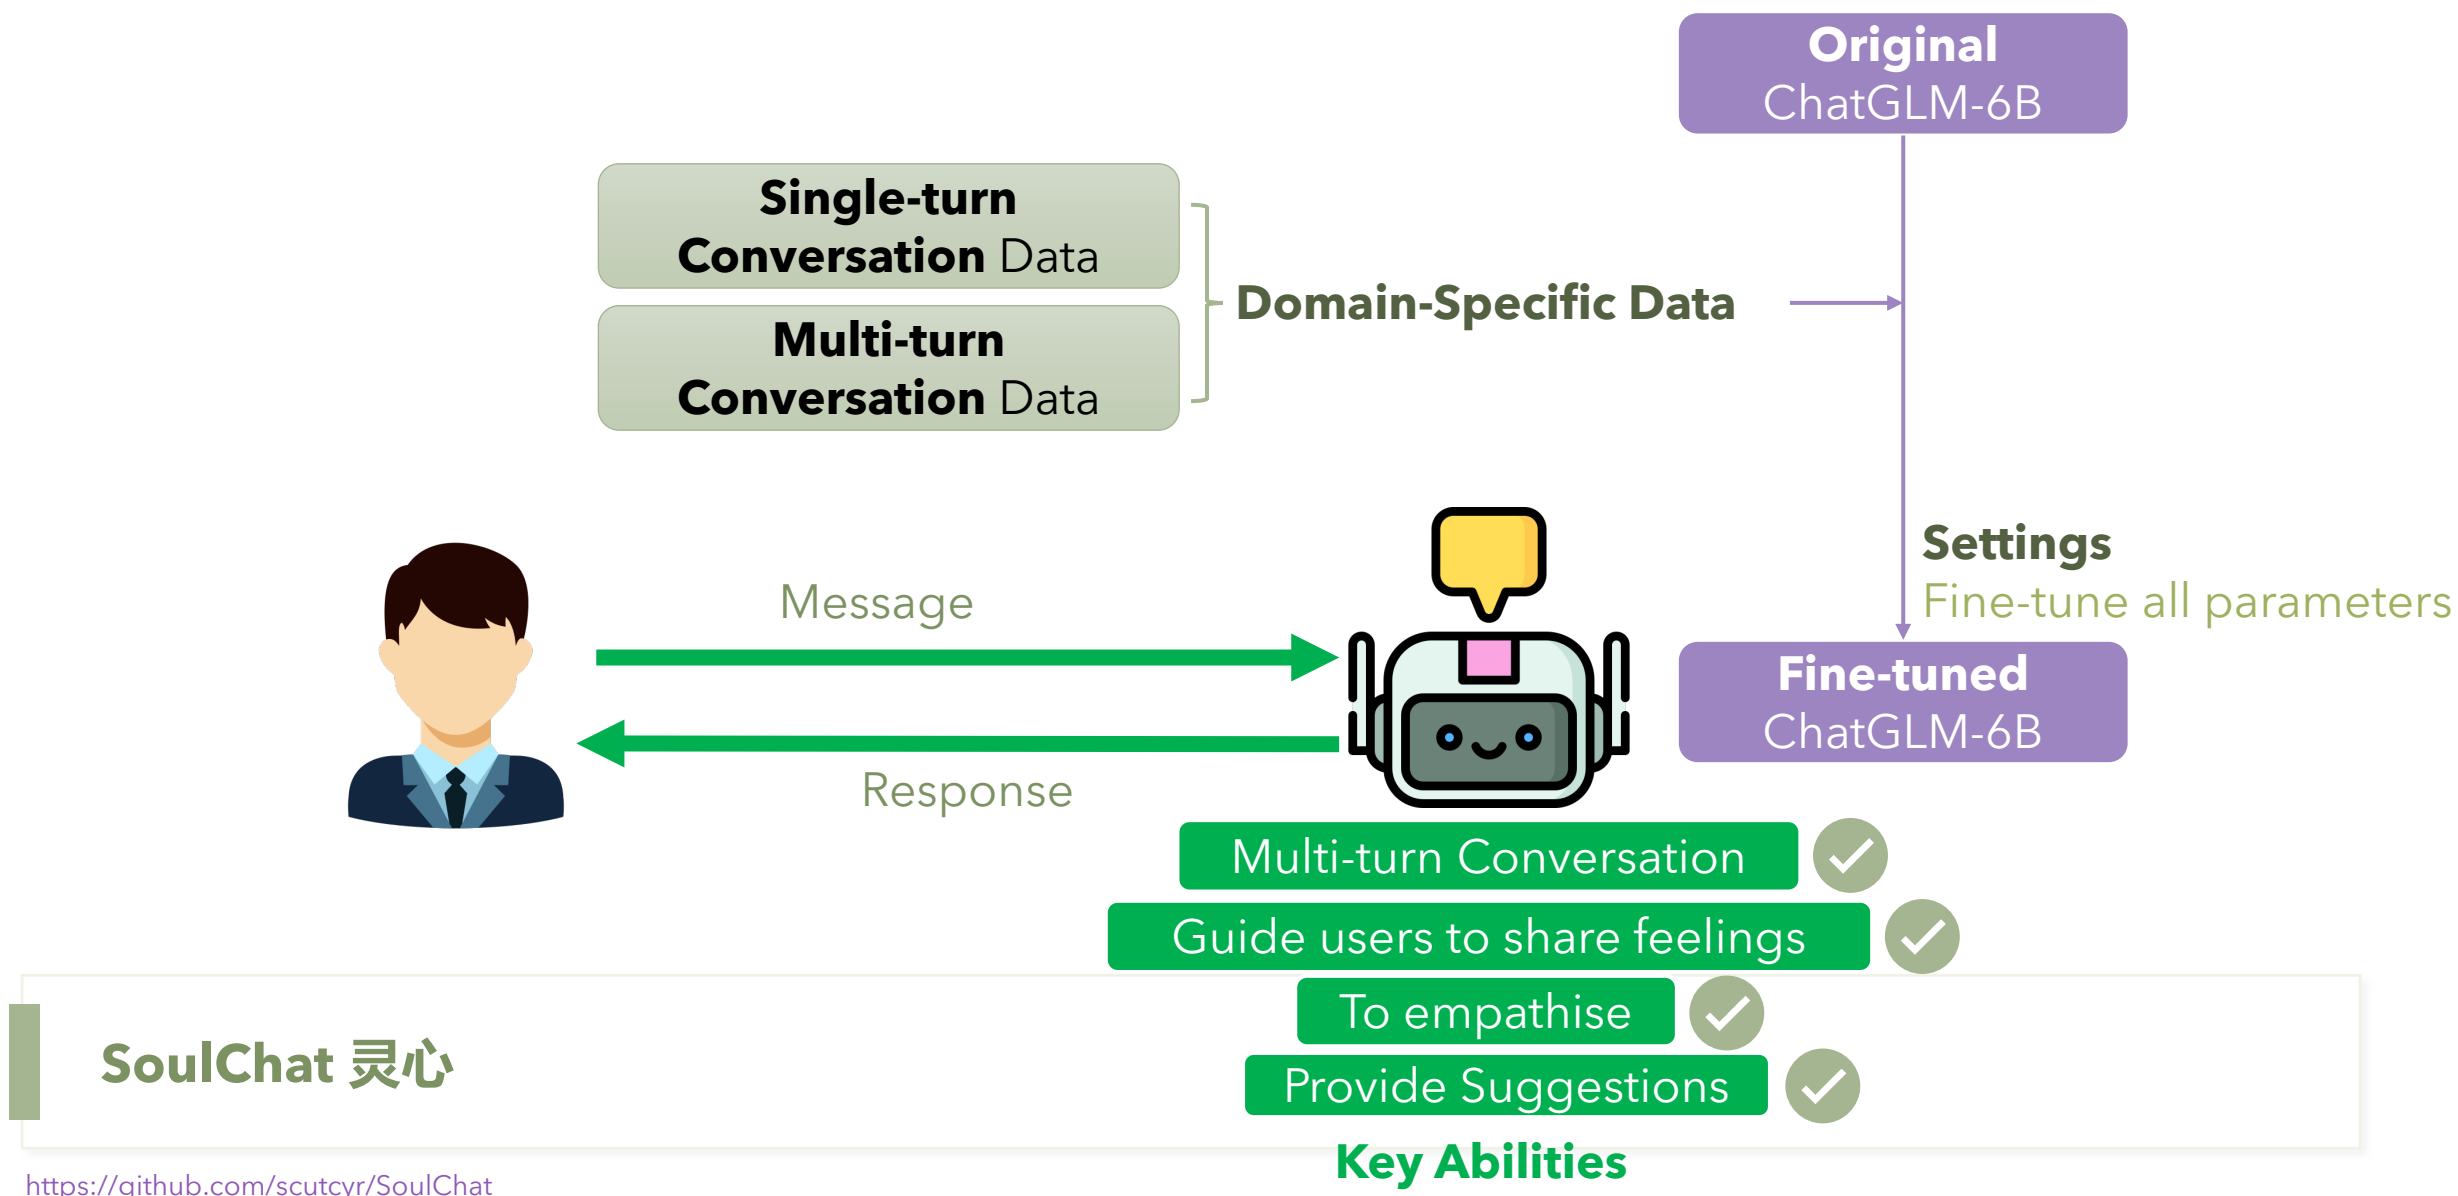 Original
ChatGLM-6B
Single-turn
Conversation Data
Multi-turn
Conversation Data
Domain-Specific Data
Settings
Fine-tune all parameters
Message
Response
Fine-tuned
ChatGLM-6B
Multi-turn Conversation
Guide users to share feelings
To empathise
Provide Suggestions
Key Abilities
SoulChat 灵心
https://github.com/scutcyr/SoulChat